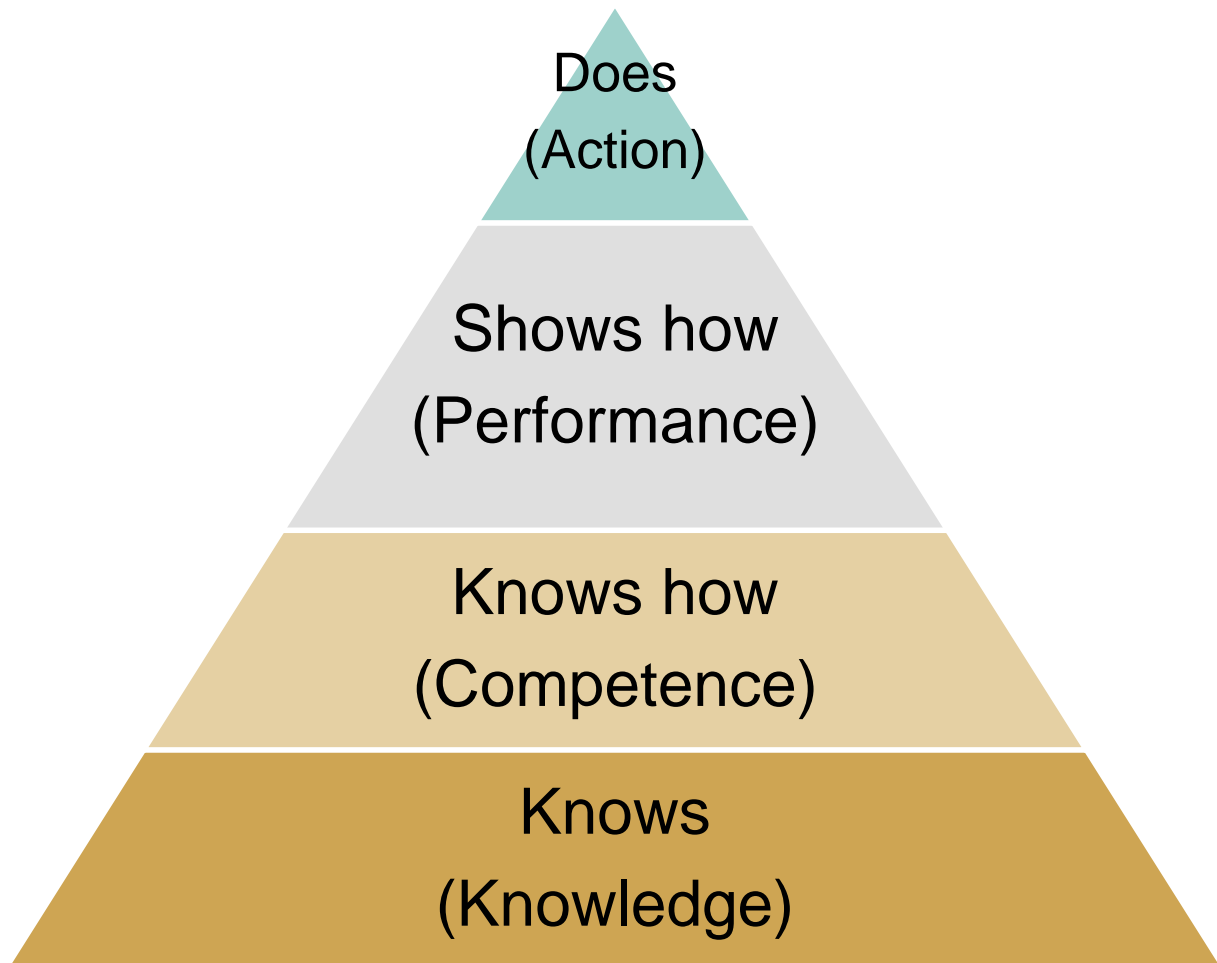 Does
(Action)
Shows how
(Performance)
Knows how
(Competence)
Knows
(Knowledge)